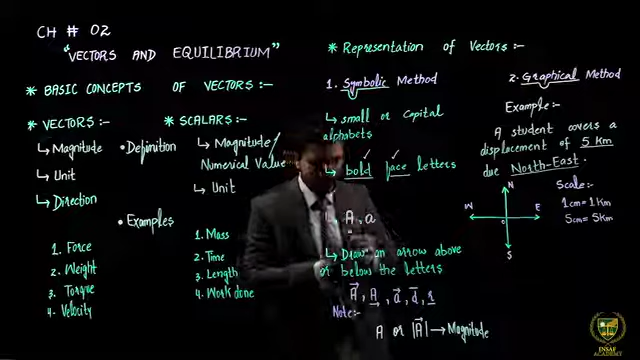 CH # 02
"VECTORS AND EQUILIBRIUM"
* BASIC CONCEPTS OF VECTORS:-
* VECTORS:-
• Definition
↳ Magnitude
↳ Unit
↳ Direction
• Examples
1. Force
2. Weight
3. Torque
4. Velocity
* SCALARS:-
↳ Magnitude/
Numerical Value
↳ Unit
1. Mass
2. Time
3. Length
4. Work done
* Representation of Vectors:-
1. Symbolic Method
↳ small or capital
alphabets
↳ bold face letters
A, a
↳ Draw an arrow above
or below the letters
Note:-
A or |A⃗| → Magnitude
2. Graphical Method
Example:-
A student covers a
displacement of 5 km
due North-East.
Scale:-
1cm = 1Km
5cm = 5Km
N
W
E
o
S
ENSAF
ACADEMY